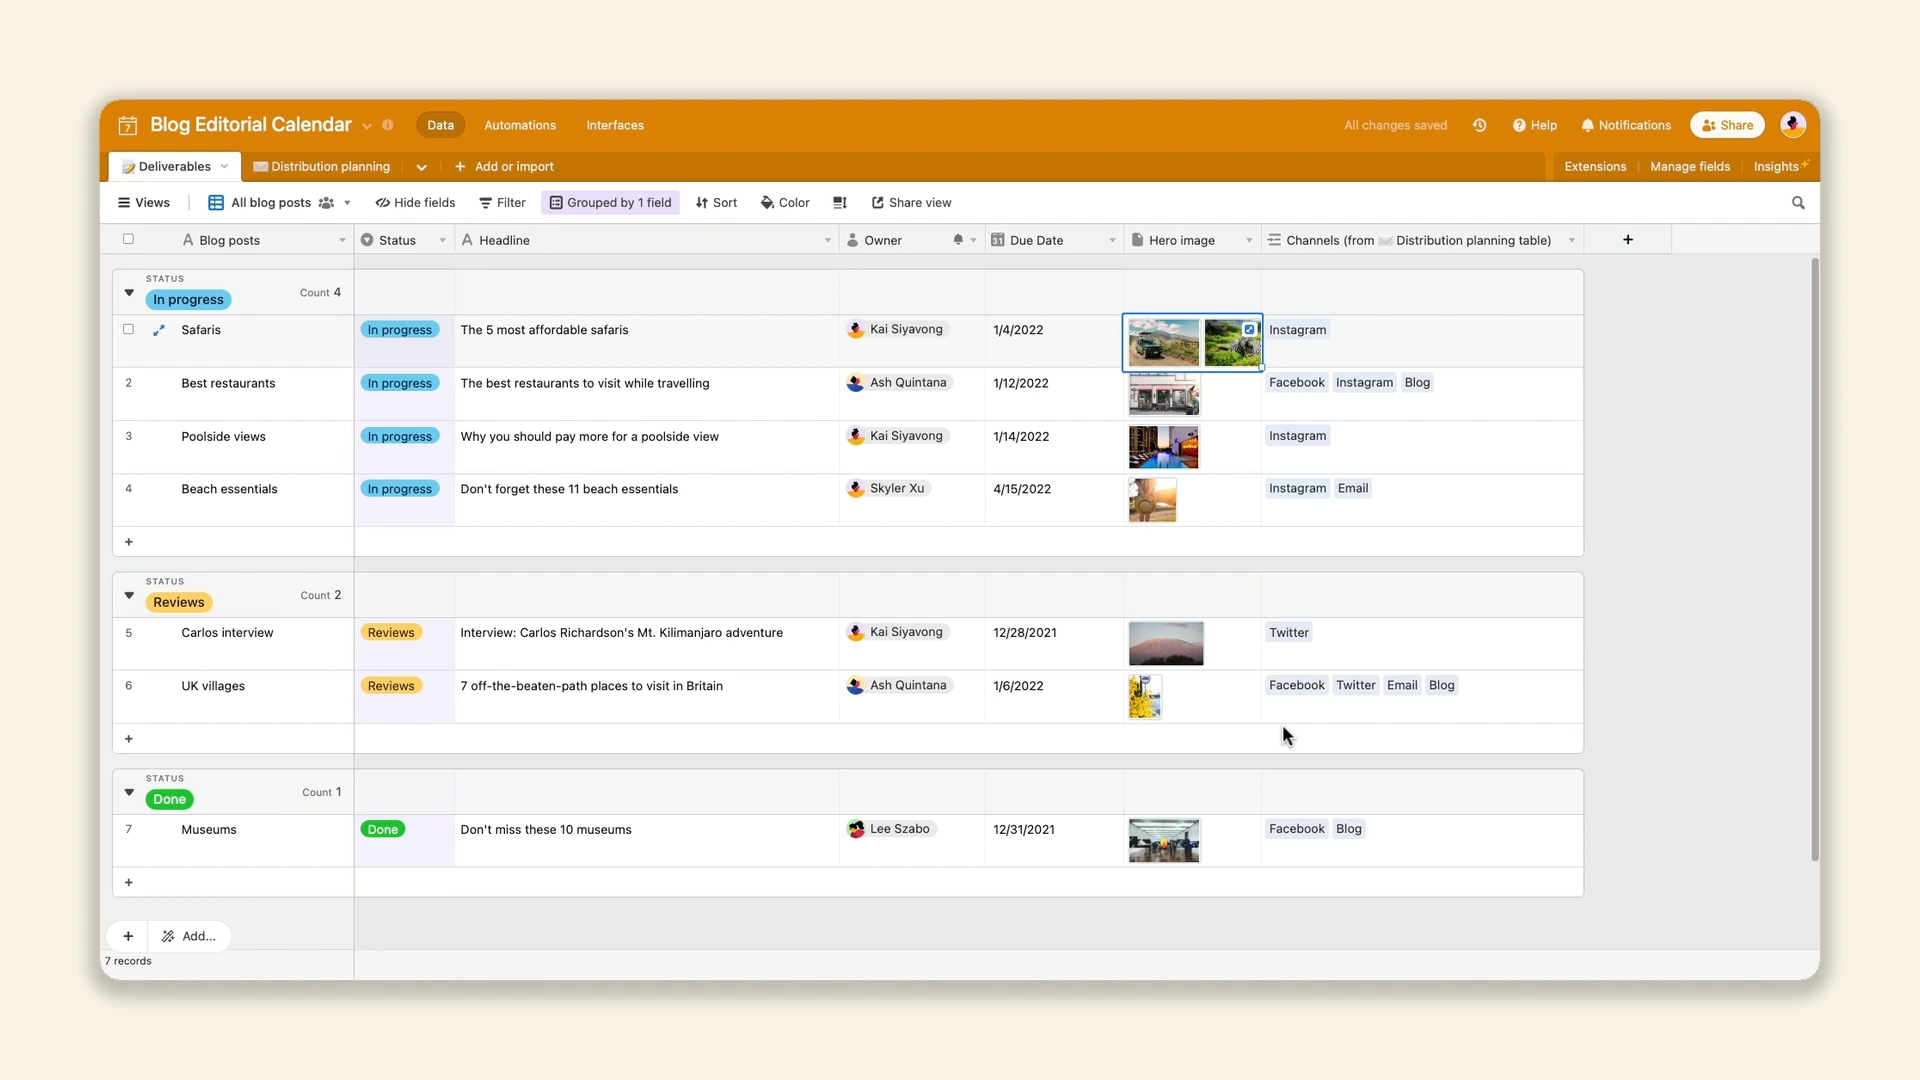 7 Blog Editorial Calendar Data Automations Interfaces All changes saved Help Notifications Share
Deliverables Distribution planning + Add or import Extensions Manage fields Insights
Views All blog posts Hide fields Filter Grouped by 1 field Sort Color Share view
A Blog posts Status A Headline Owner 31 Due Date Hero image Channels (from Distribution planning table) +
STATUS
In progress Count 4
Safaris In progress The 5 most affordable safaris Kai Siyavong 1/4/2022 Instagram
2 Best restaurants In progress The best restaurants to visit while travelling Ash Quintana 1/12/2022 Facebook Instagram Blog
3 Poolside views In progress Why you should pay more for a poolside view Kai Siyavong 1/14/2022 Instagram
4 Beach essentials In progress Don't forget these 11 beach essentials Skyler Xu 4/15/2022 Instagram Email
+
STATUS
Reviews Count 2
5 Carlos interview Reviews Interview: Carlos Richardson's Mt. Kilimanjaro adventure Kai Siyavong 12/28/2021 Twitter
6 UK villages Reviews 7 off-the-beaten-path places to visit in Britain Ash Quintana 1/6/2022 Facebook Twitter Email Blog
+
STATUS
Done Count 1
7 Museums Done Don't miss these 10 museums Lee Szabo 12/31/2021 Facebook Blog
+
+ Add...
7 records